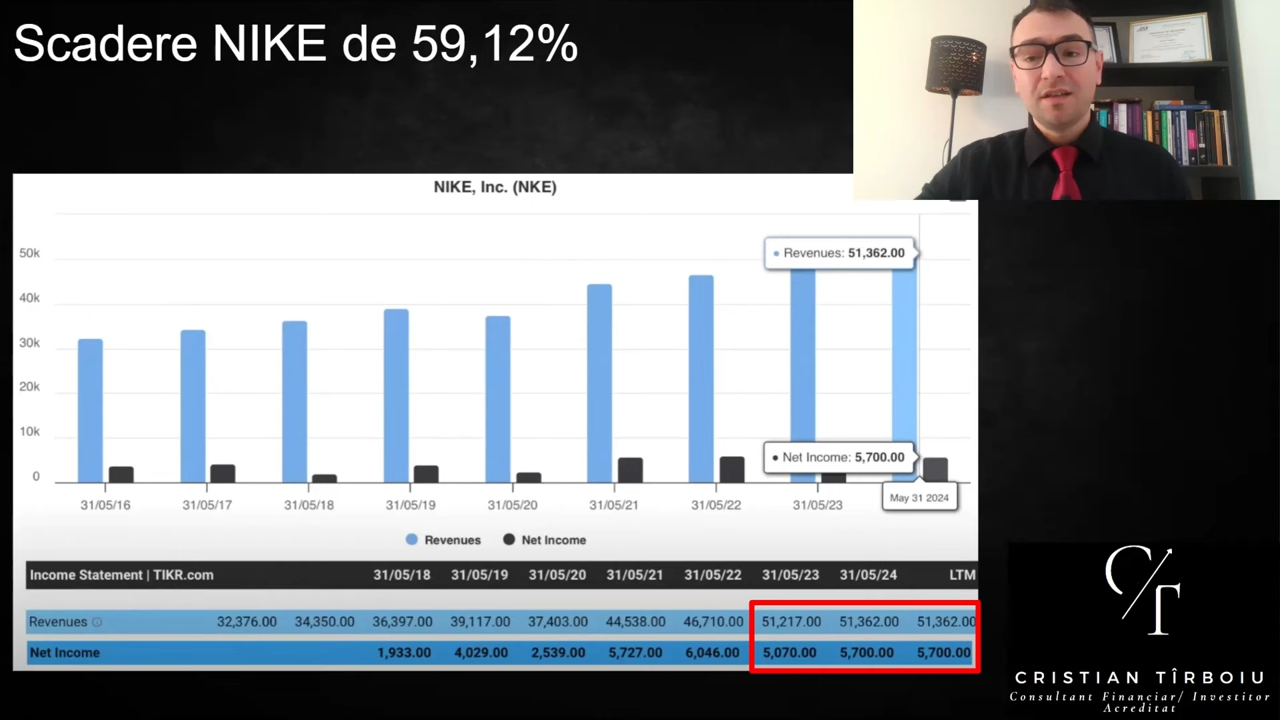 Scadere NIKE de 59,12%
NIKE, Inc. (NKE)
50k
40k
30k
20k
10k
0
Revenues: 51,362.00
Net Income: 5,700.00
May 31 2024
31/05/16 31/05/17 31/05/18 31/05/19 31/05/20 31/05/21 31/05/22 31/05/23
Revenues Net Income
Income Statement | TIKR.com 31/05/18 31/05/19 31/05/20 31/05/21 31/05/22 31/05/23 31/05/24 LTM
Revenues 32,376.00 34,350.00 36,397.00 39,117.00 37,403.00 44,538.00 46,710.00 51,217.00 51,362.00 51,362.00
Net Income 1,933.00 4,029.00 2,539.00 5,727.00 6,046.00 5,070.00 5,700.00 5,700.00
CT
CRISTIAN TÎRBOIU
Consultant Financiar/ Investitor
Acreditat